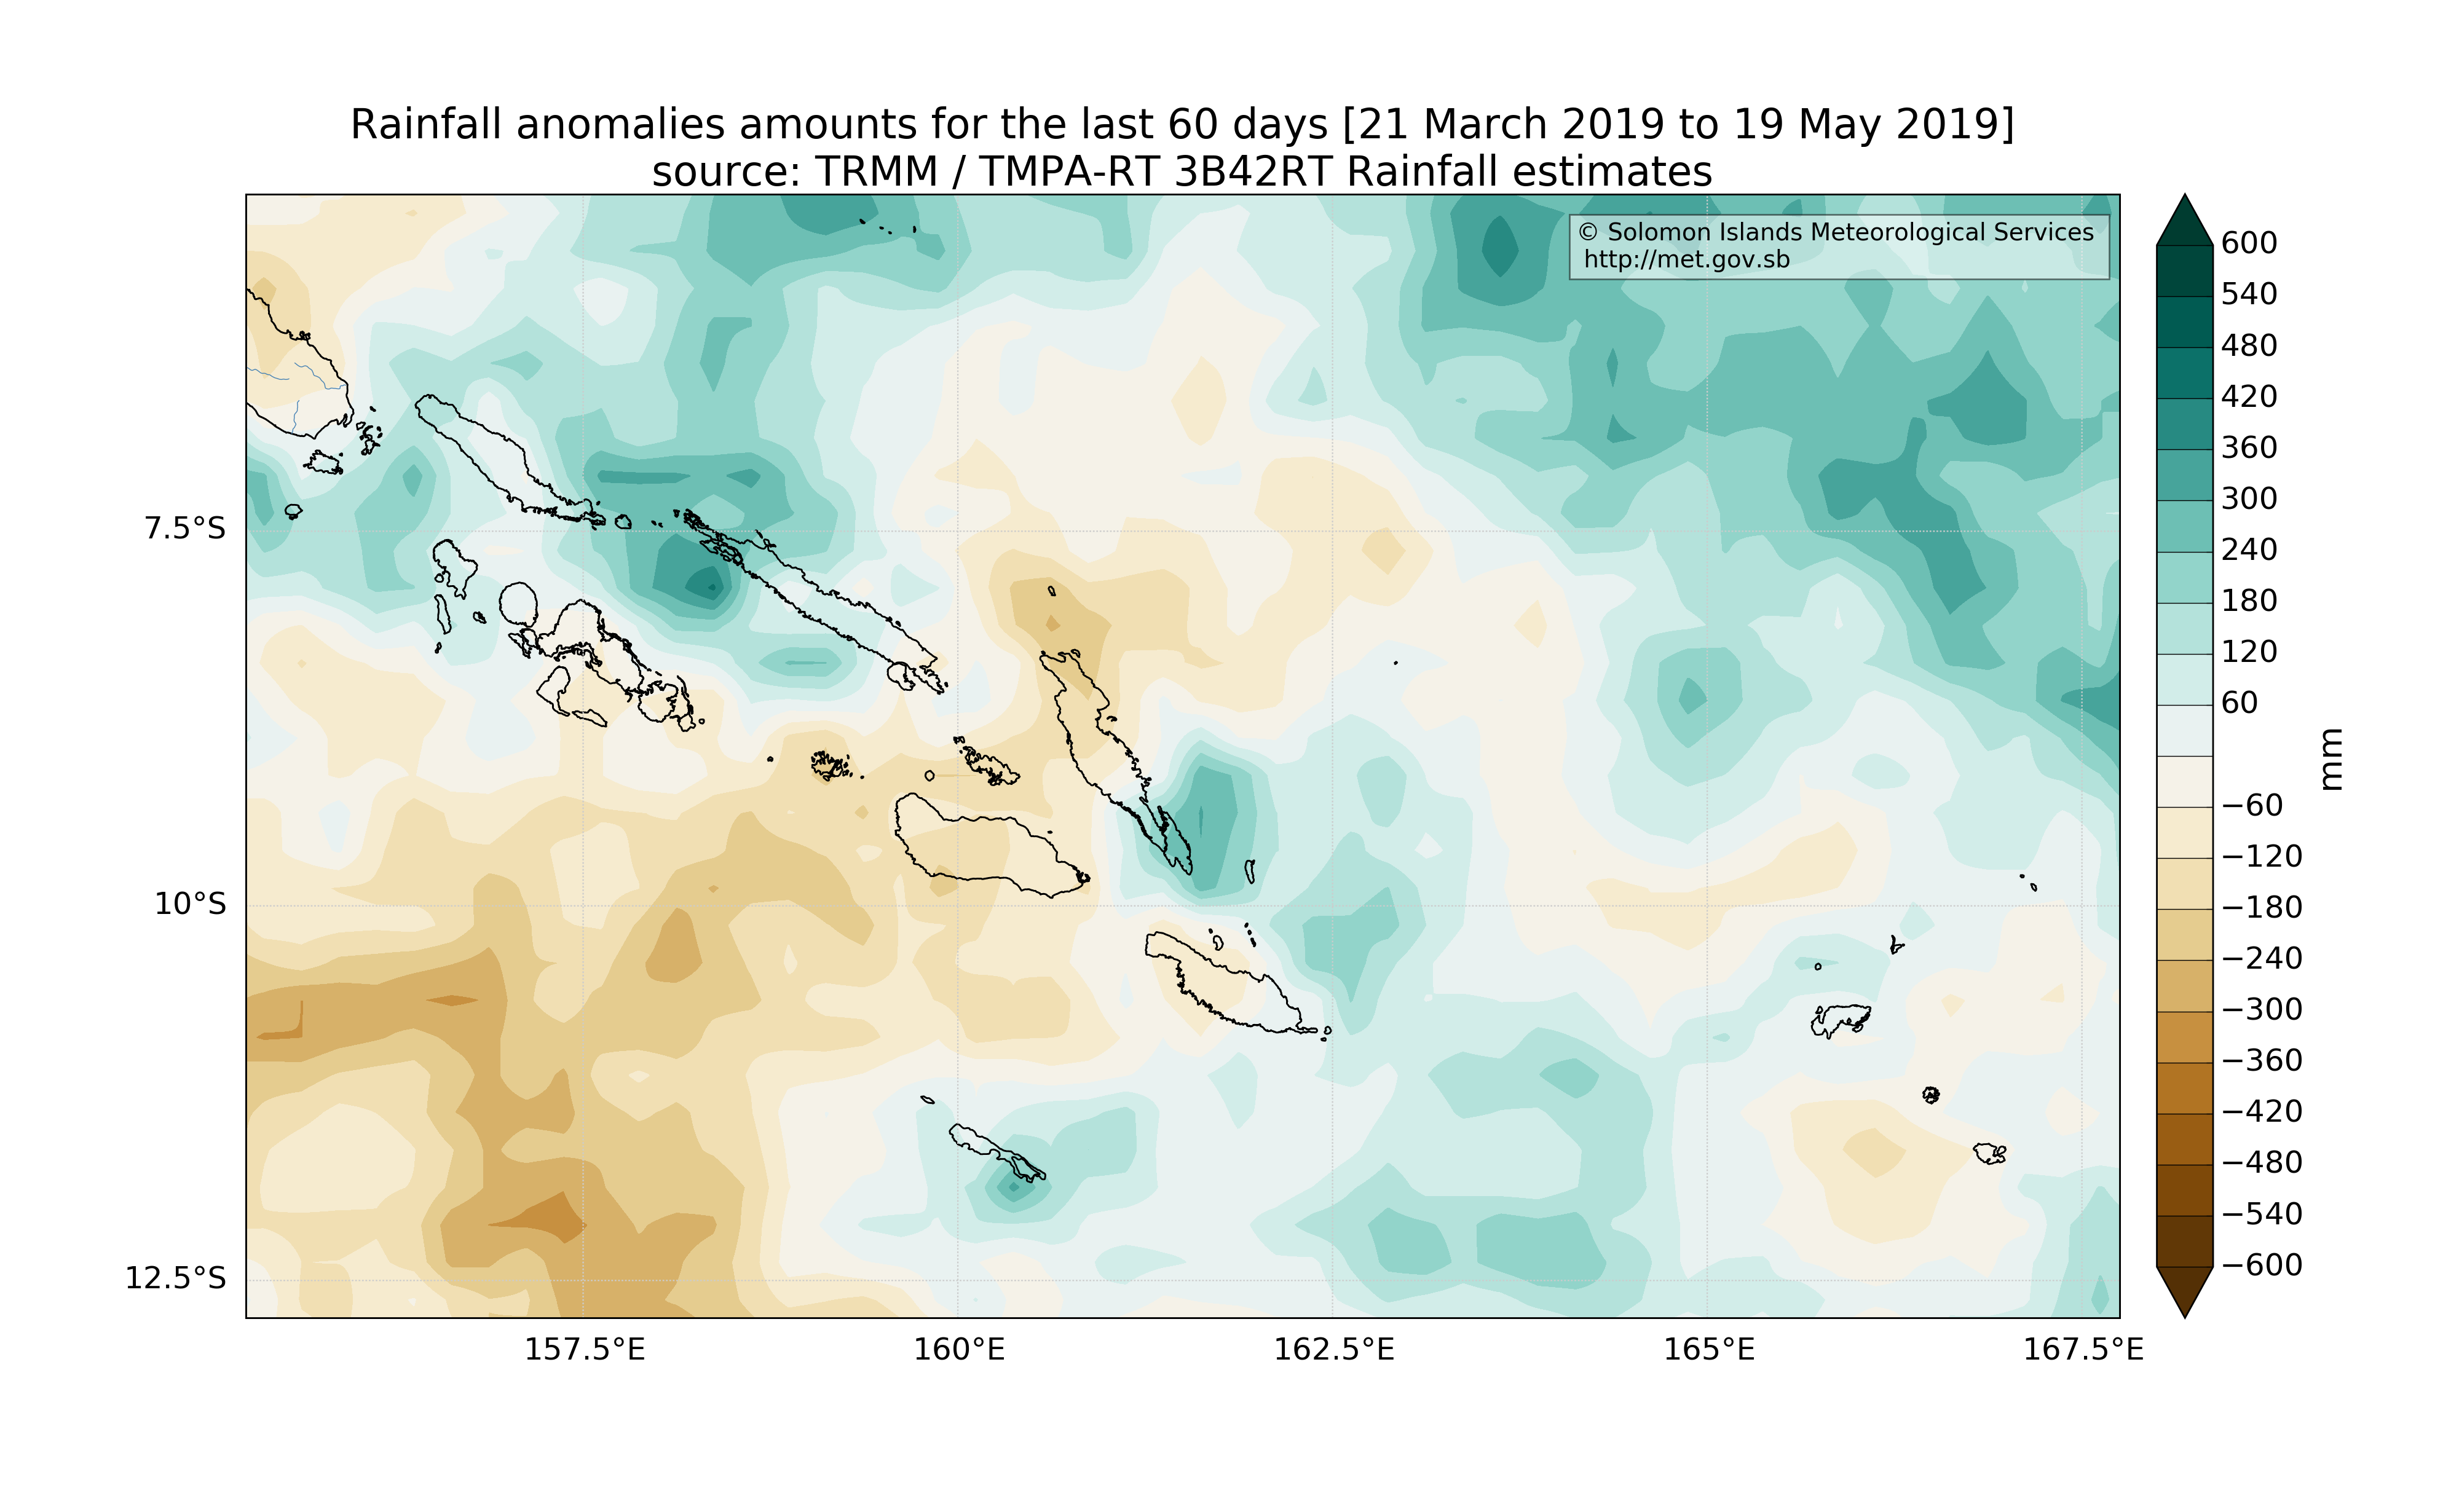 Rainfall anomalies amounts for the last 60 days [21 March 2019 to 19 May 2019]
source: TRMM / TMPA-RT 3B42RT Rainfall estimates
© Solomon Islands Meteorological Services
http://met.gov.sb
7.5°S
10°S
12.5°S
157.5°E
160°E
162.5°E
165°E
167.5°E
600
540
480
420
360
300
240
180
120
60
−60
−120
−180
−240
−300
−360
−420
−480
−540
−600
mm